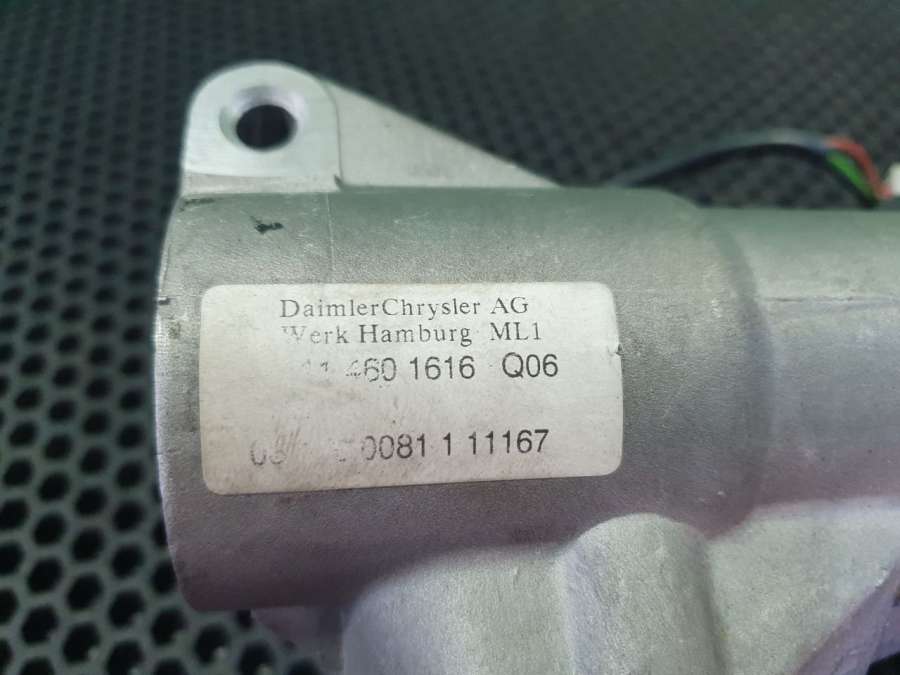 DaimlerChrysler AG
Werk Hamburg ML1
460 1616 Q06
0081 1 11167